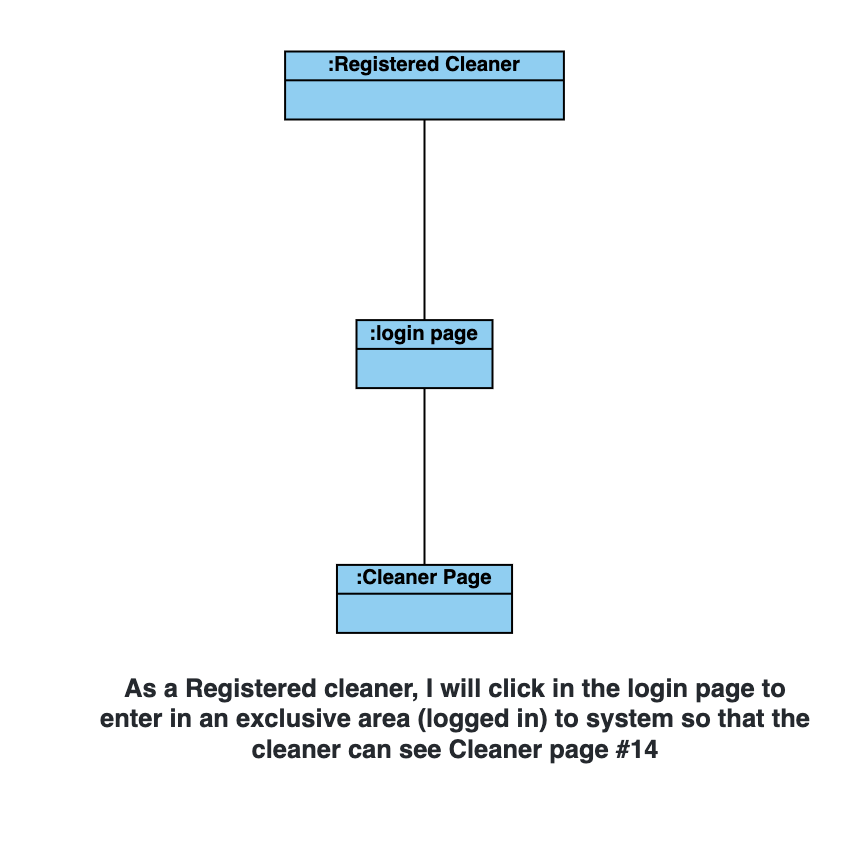 :Registered Cleaner
:login page
:Cleaner Page
As a Registered cleaner, I will click in the login page to
enter in an exclusive area (logged in) to system so that the
cleaner can see Cleaner page #14